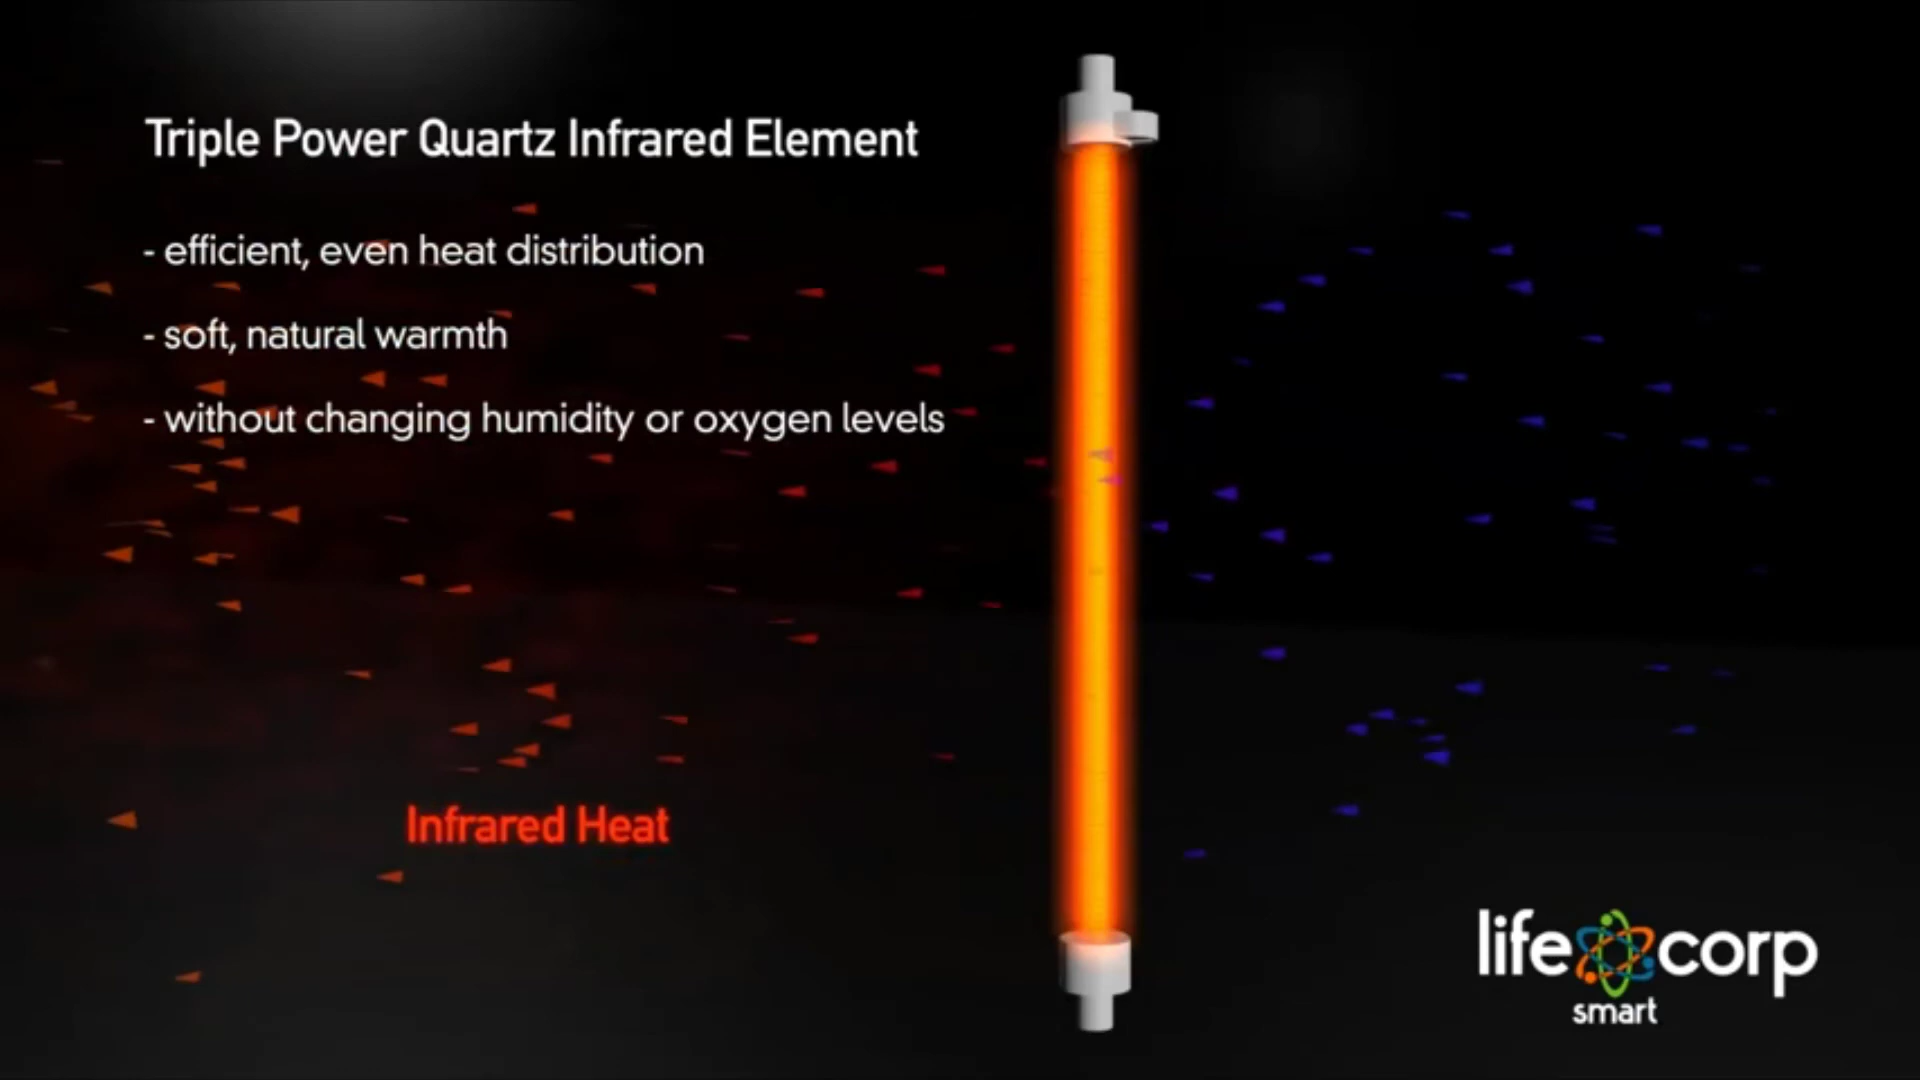 Triple Power Quartz Infrared Element
- efficient, even heat distribution
- soft, natural warmth
- without changing humidity or oxygen levels
Infrared Heat
life corp
smart